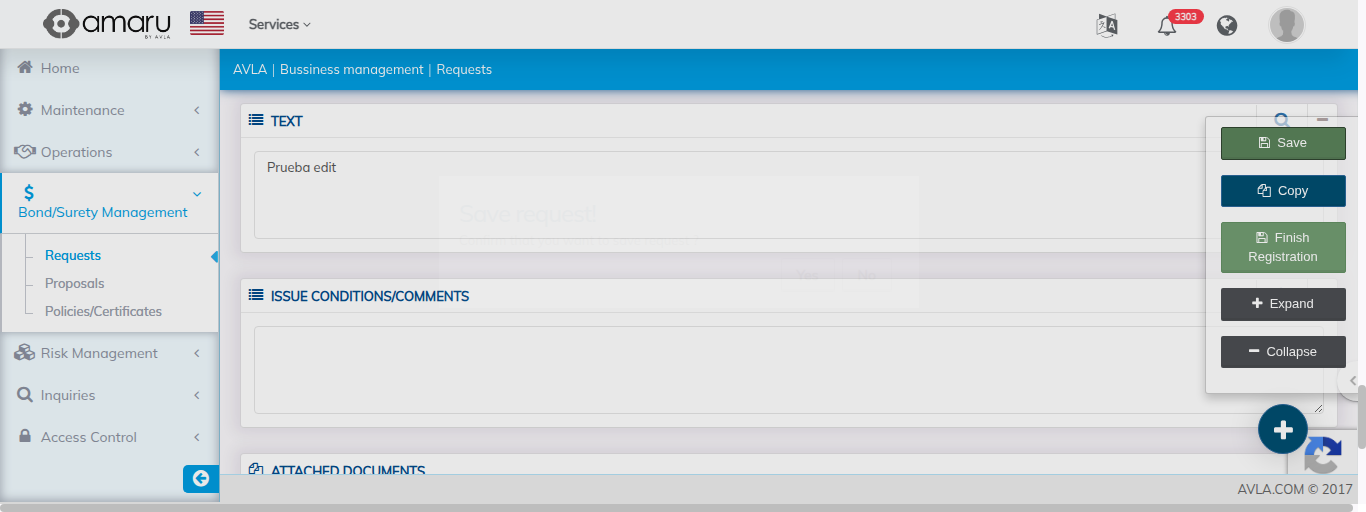 amaru
BY AVLA
Services
3303
Home
Maintenance
Operations
Bond/Surety Management
Requests
Proposals
Policies/Certificates
Risk Management
Inquiries
Access Control
AVLA | Bussiness management | Requests
TEXT
Prueba edit
Save request!
Yes
No
ISSUE CONDITIONS/COMMENTS
ATTACHED DOCUMENTS
Save
Copy
Finish
Registration
Expand
Collapse
AVLA.COM © 2017